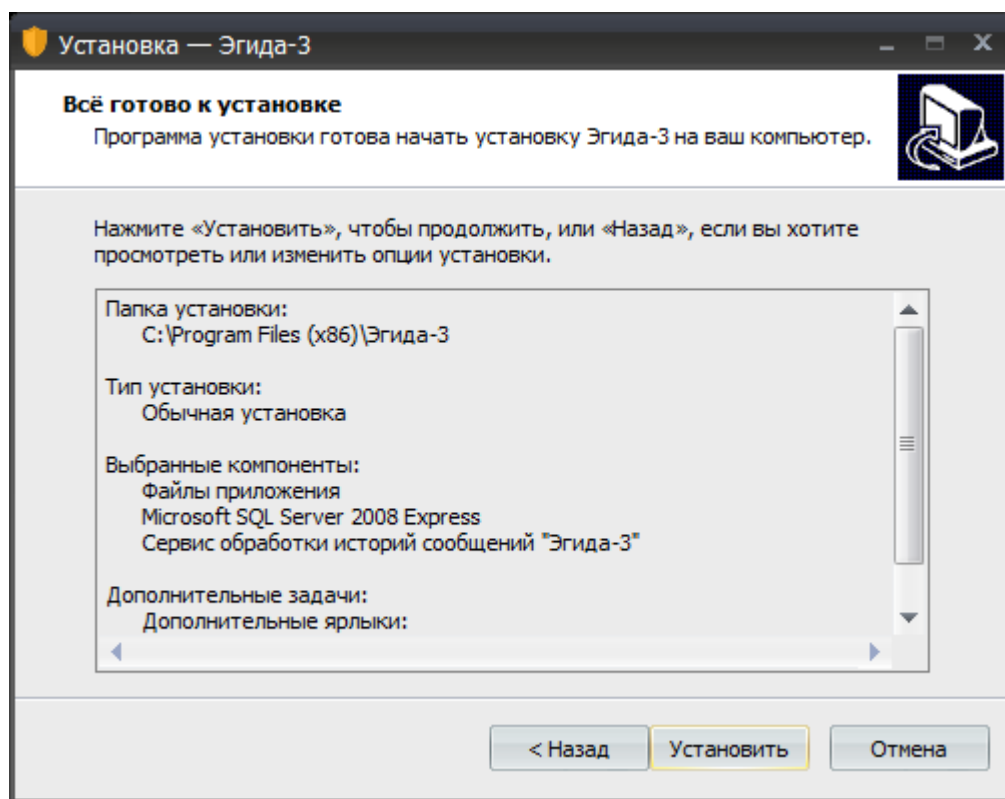 Установка — Эгида-3
Всё готово к установке
Программа установки готова начать установку Эгида-3 на ваш компьютер.
Нажмите «Установить», чтобы продолжить, или «Назад», если вы хотите
просмотреть или изменить опции установки.
Папка установки:
C:\Program Files (x86)\Эгида-3
Тип установки:
Обычная установка
Выбранные компоненты:
Файлы приложения
Microsoft SQL Server 2008 Express
Сервис обработки историй сообщений "Эгида-3"
Дополнительные задачи:
Дополнительные ярлыки:
< Назад
Установить
Отмена